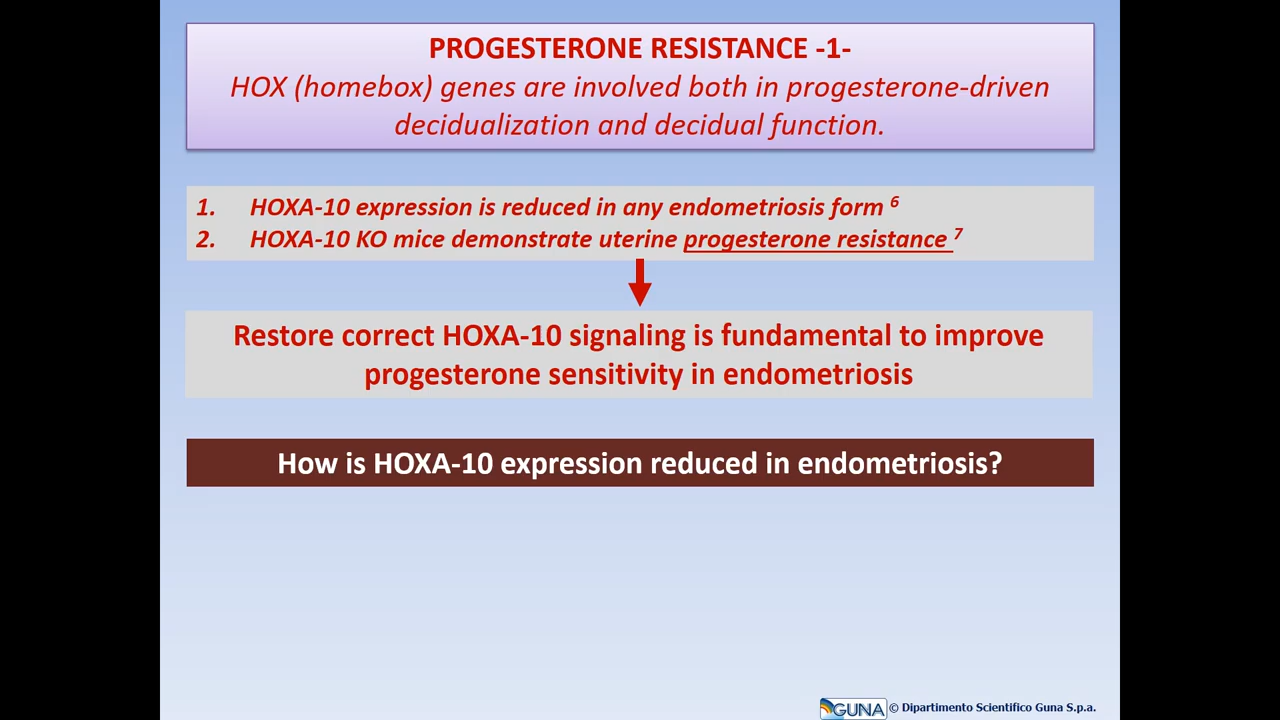 PROGESTERONE RESISTANCE -1-
HOX (homebox) genes are involved both in progesterone-driven
decidualization and decidual function.
1. HOXA-10 expression is reduced in any endometriosis form 6
2. HOXA-10 KO mice demonstrate uterine progesterone resistance 7
Restore correct HOXA-10 signaling is fundamental to improve
progesterone sensitivity in endometriosis
How is HOXA-10 expression reduced in endometriosis?
GUNA © Dipartimento Scientifico Guna S.p.a.